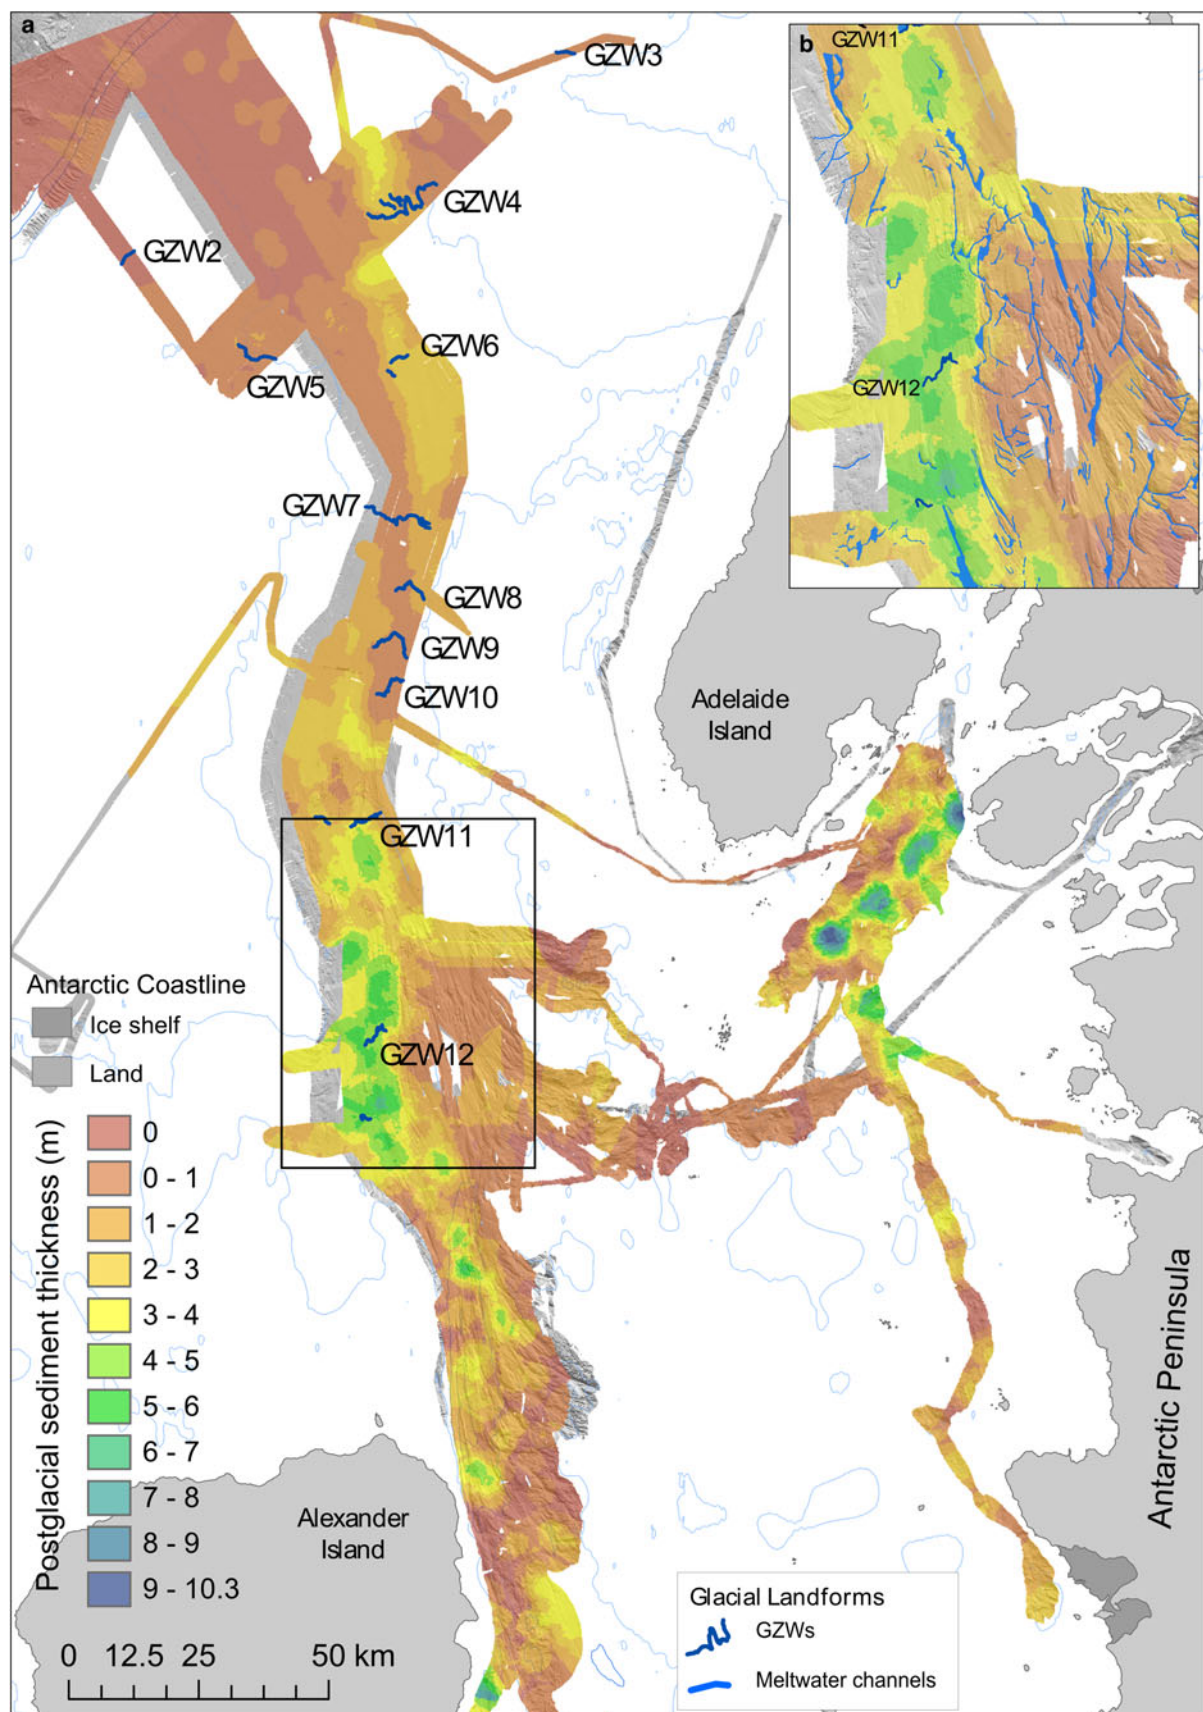 a
GZW3
GZW4
GZW2
GZW6
GZW5
GZW7
GZW8
GZW9
GZW10
GZW11
GZW12
b
GZW11
GZW12
Adelaide
Island
Antarctic Coastline
Ice shelf
Land
Postglacial sediment thickness (m)
0
0 - 1
1 - 2
2 - 3
3 - 4
4 - 5
5 - 6
6 - 7
7 - 8
8 - 9
9 - 10.3
0 12.5 25 50 km
Alexander
Island
Antarctic Peninsula
Glacial Landforms
GZWs
Meltwater channels